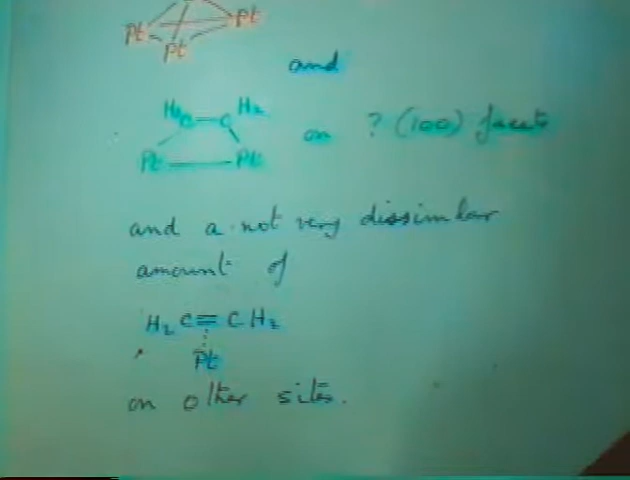 Pt Pt
Pt
and
H₂C—CH₂
on ? (100) facets
Pt—Pt
and a not very dissimilar
amount of
H₂C=CH₂
Pt
on other sites.